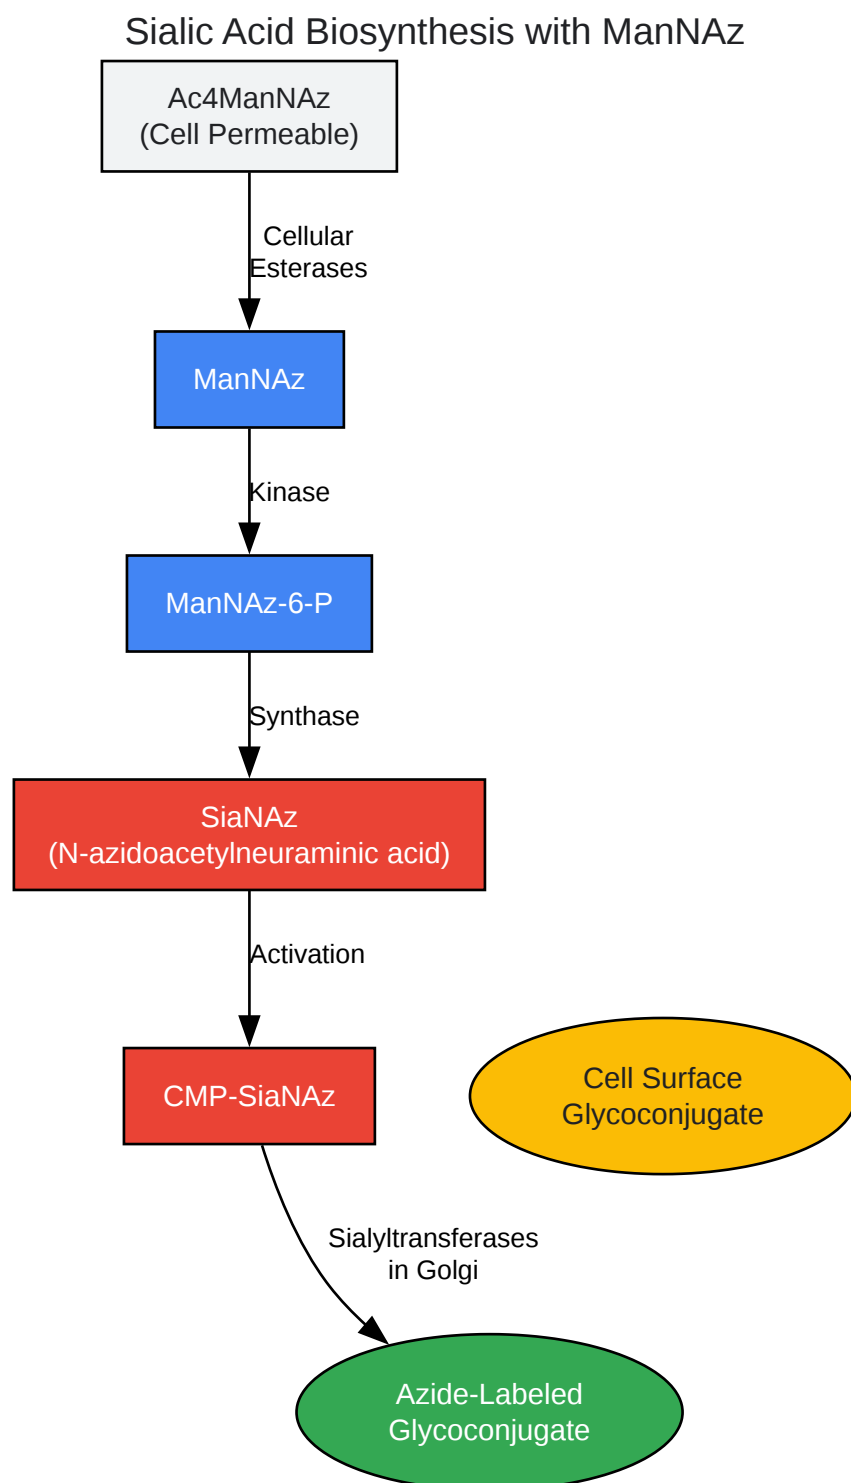 Sialic Acid Biosynthesis with ManNAz
Ac4ManNAz
(Cell Permeable)
Cellular
Esterases
ManNAz
Kinase
ManNAz-6-P
Synthase
SiaNAz
(N-azidoacetylneuraminic acid)
Activation
CMP-SiaNAz
Cell Surface
Glycoconjugate
Sialyltransferases
in Golgi
Azide-Labeled
Glycoconjugate